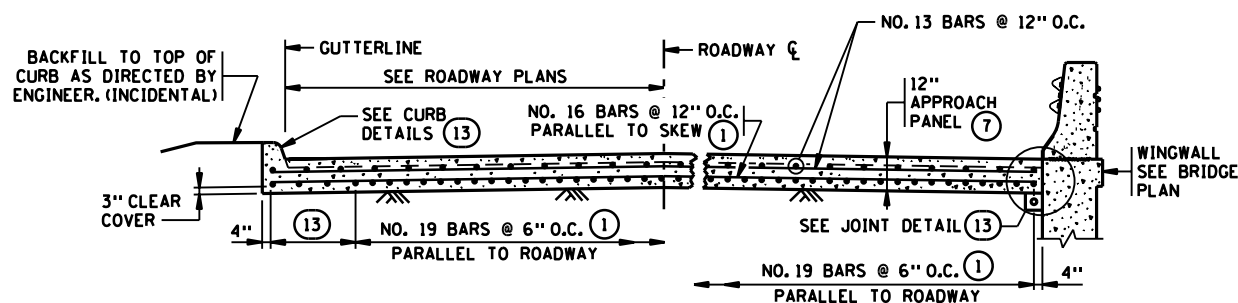 NO. 13 BARS @ 12" O.C.
BACKFILL TO TOP OF
CURB AS DIRECTED BY
ENGINEER. (INCIDENTAL)
GUTTERLINE
ROADWAY ℄
SEE ROADWAY PLANS
SEE CURB
DETAILS 13
NO. 16 BARS @ 12" O.C.
PARALLEL TO SKEW 1
12"
APPROACH
PANEL 7
WINGWALL
SEE BRIDGE
PLAN
3" CLEAR
COVER
4"
13
NO. 19 BARS @ 6" O.C. 1
PARALLEL TO ROADWAY
SEE JOINT DETAIL 13
NO. 19 BARS @ 6" O.C. 1
PARALLEL TO ROADWAY
4"